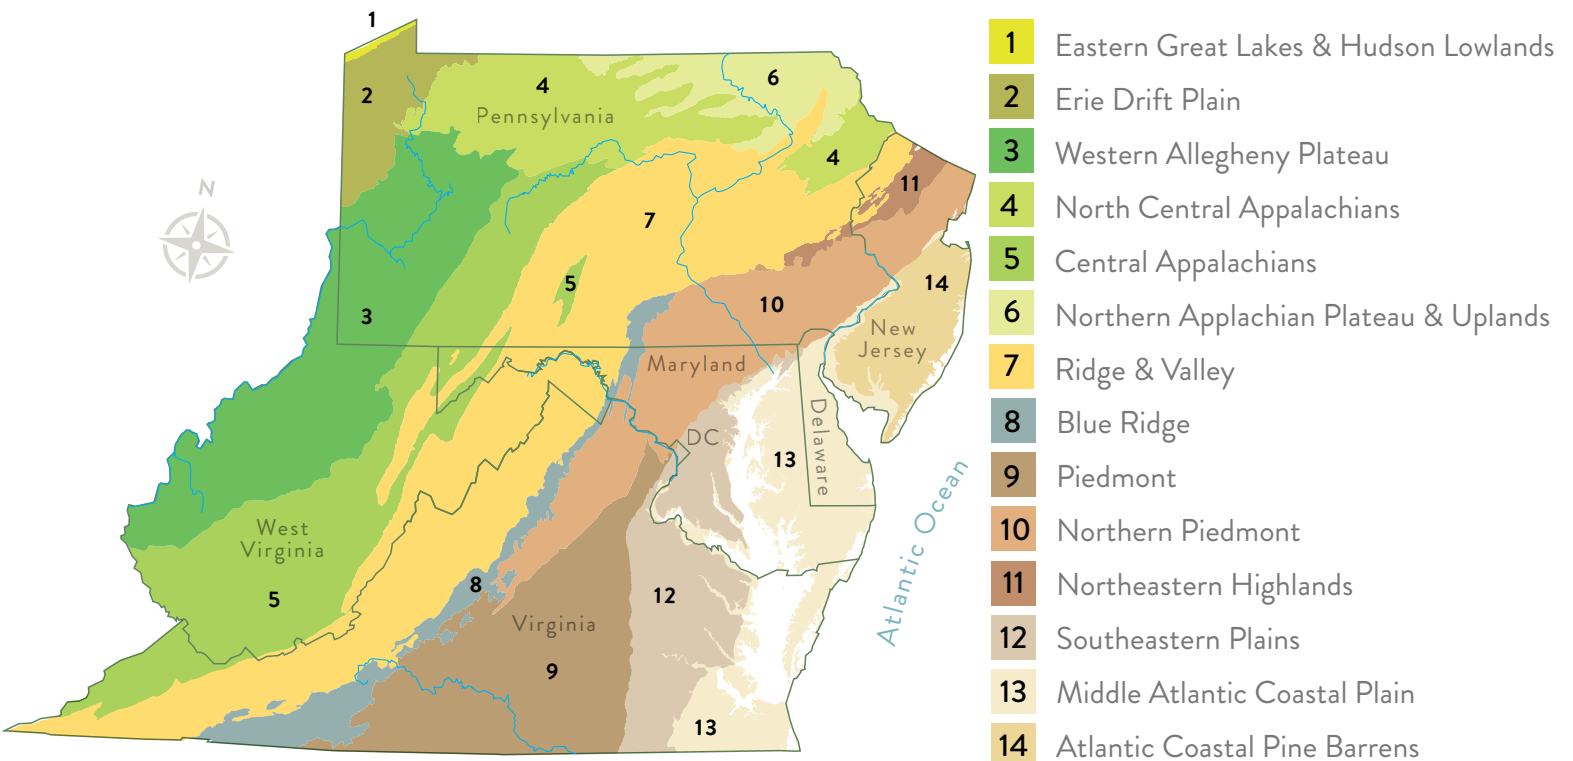 1
2
4
Pennsylvania
6
4
11
N
7
3
5
10
14
New
Jersey
Maryland
Delaware
DC
13
Atlantic Ocean
West
Virginia
5
8
12
Virginia
9
13
1 Eastern Great Lakes & Hudson Lowlands
2 Erie Drift Plain
3 Western Allegheny Plateau
4 North Central Appalachians
5 Central Appalachians
6 Northern Applachian Plateau & Uplands
7 Ridge & Valley
8 Blue Ridge
9 Piedmont
10 Northern Piedmont
11 Northeastern Highlands
12 Southeastern Plains
13 Middle Atlantic Coastal Plain
14 Atlantic Coastal Pine Barrens